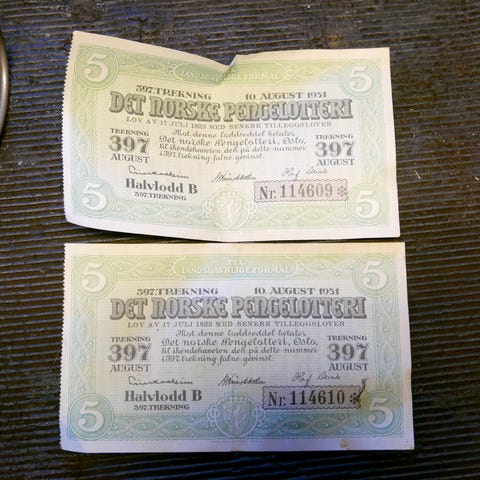 5 TIL 5
LANDSGAVNLIGE FORMÅL
397. TREKNING 10. AUGUST 1951
DET NORSKE PENGELOTTERI
LOV AV 17 JULI 1925 MED SENERE TILLEGGSLOVER
TREKNING Mot denne loddseddel betaler TREKNING
397 Det norske Pengelotteri, Oslo, 397
AUGUST til ihendehaveren den på dette nummer AUGUST
i 397. trekning falne gevinst.
Halvlodd B Nr. 114609 *
5 397. TREKNING 5
5 TIL 5
LANDSGAVNLIGE FORMÅL
397. TREKNING 10. AUGUST 1951
DET NORSKE PENGELOTTERI
LOV AV 17 JULI 1925 MED SENERE TILLEGGSLOVER
TREKNING Mot denne loddseddel betaler TREKNING
397 Det norske Pengelotteri, Oslo, 397
AUGUST til ihendehaveren den på dette nummer AUGUST
i 397. trekning falne gevinst.
Halvlodd B Nr. 114610 *
5 397. TREKNING 5